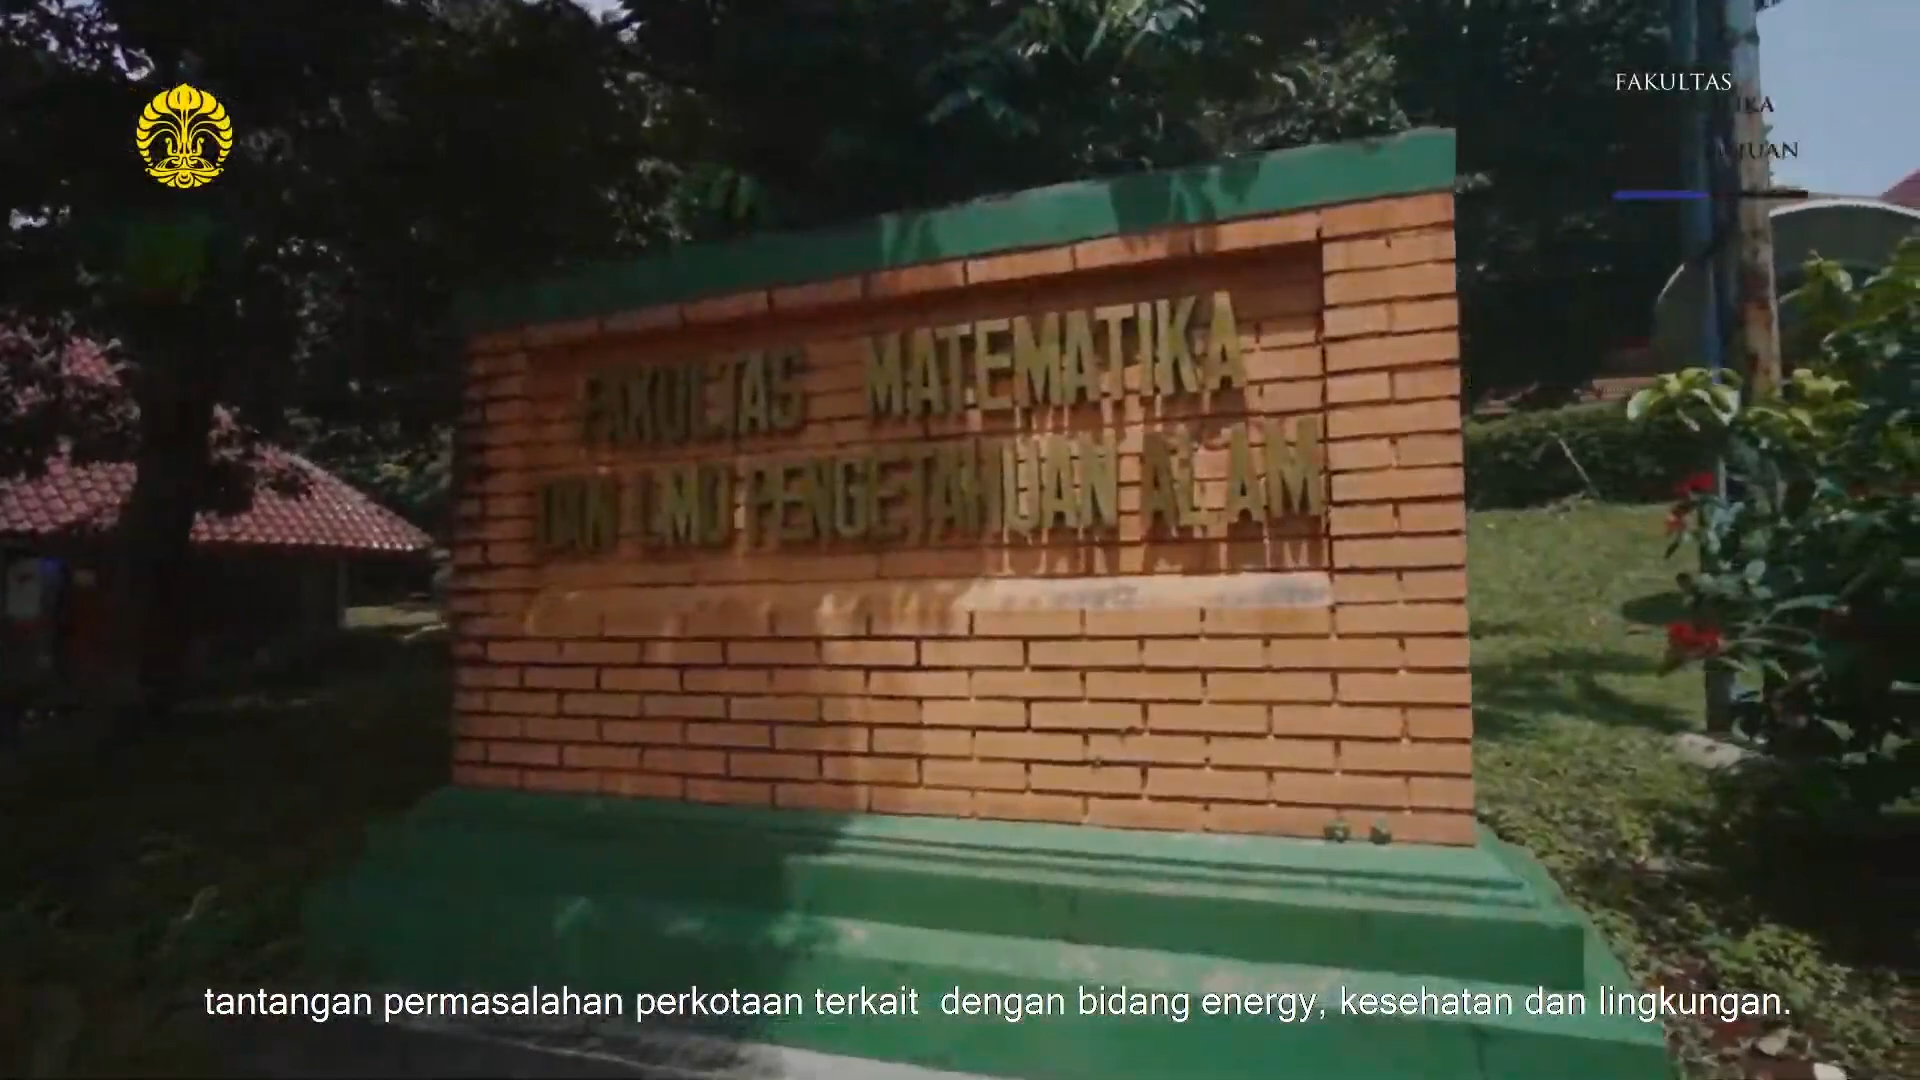 FAKULTAS
FAKULTAS MATEMATIKA
DAN ILMU PENGETAHUAN ALAM
tantangan permasalahan perkotaan terkait dengan bidang energy, kesehatan dan lingkungan.